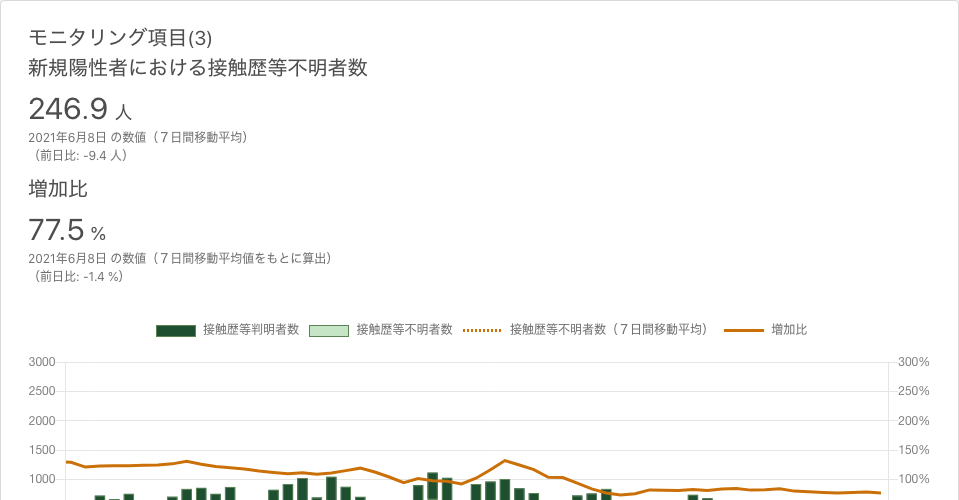 モニタリング項目(3)
新規陽性者における接触歴等不明者数
246.9 人
2021年6月8日 の数値（７日間移動平均）
（前日比: -9.4 人）
増加比
77.5 %
2021年6月8日 の数値（７日間移動平均値をもとに算出）
（前日比: -1.4 %）
接触歴等判明者数 接触歴等不明者数 接触歴等不明者数（７日間移動平均） 増加比
3000 300%
2500 250%
2000 200%
1500 150%
1000 100%